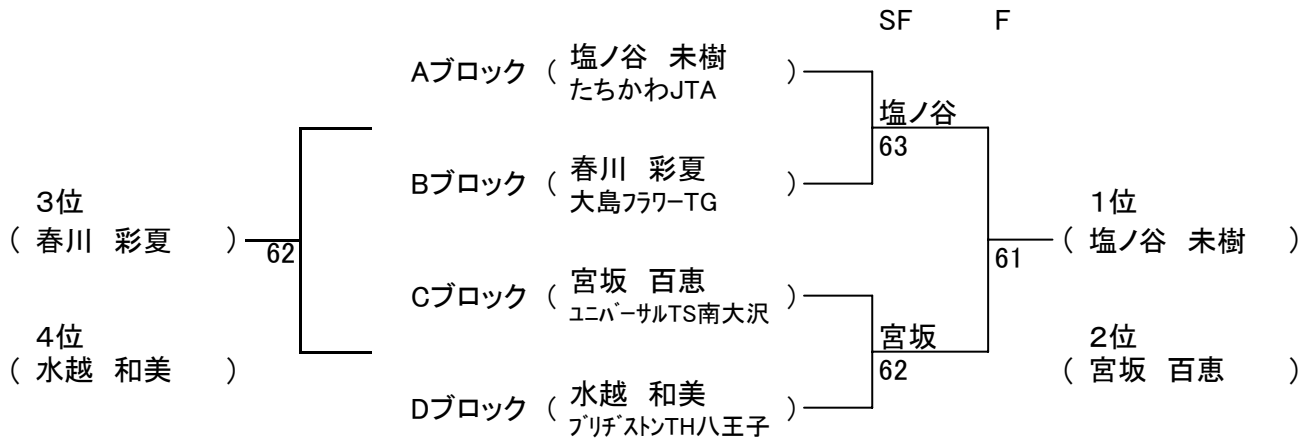 SF F
Aブロック ( 塩ノ谷 未樹 )
たちかわJTA
塩ノ谷
63
Bブロック ( 春川 彩夏 )
大島フラワーTG
3位
( 春川 彩夏 )
62
1位
( 塩ノ谷 未樹 )
61
Cブロック ( 宮坂 百恵 )
ユニバーサルTS南大沢
4位
( 水越 和美 )
宮坂
62
2位
( 宮坂 百恵 )
Dブロック ( 水越 和美 )
ブリヂストンTH八王子